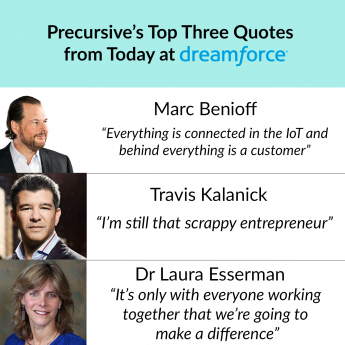 Precursive's Top Three Quotes
from Today at dreamforce
Marc Benioff
“Everything is connected in the IoT and
behind everything is a customer”
Travis Kalanick
“I'm still that scrappy entrepreneur”
Dr Laura Esserman
“It's only with everyone working
together that we're going to
make a difference”